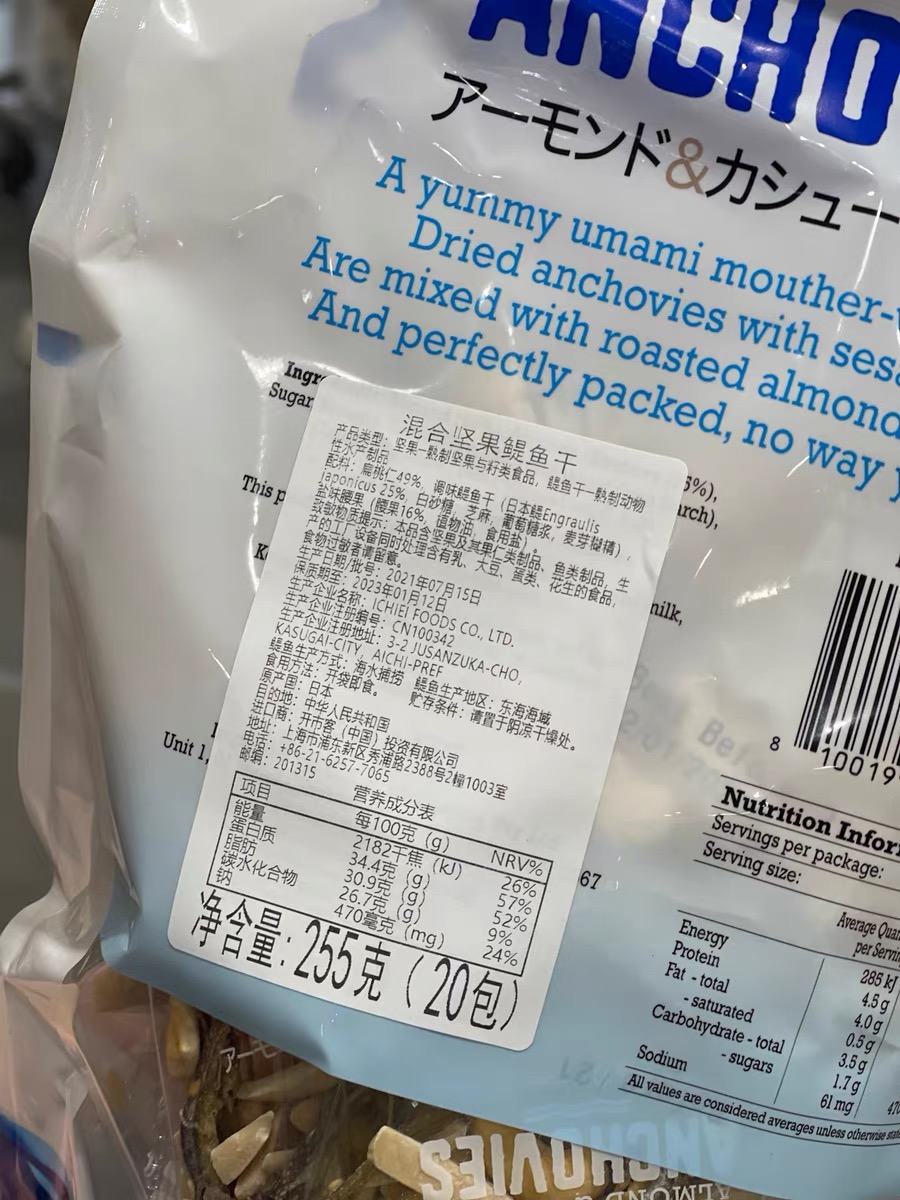 ANCHO
アーモンド&カシュー
A yummy umami mouther-
Dried anchovies with ses
Are mixed with roasted almond
And perfectly packed, no way
Ingr
Sugar
3%),
arch),
This p
milk,
Unit 1,
67
混合坚果鳀鱼干
产品类型：坚果—熟制坚果与籽类食品，鳀鱼干—熟制动物
性水产制品
配料：扁桃仁49%，调味鳀鱼干（日本鳀Engraulis
japonicus 25%，白砂糖，芝麻，葡萄糖浆，麦芽糊精），
盐味腰果（腰果16%，植物油，食用盐）。
致敏物质提示：本品含坚果及其果仁类制品、鱼类制品，生
产的工厂设备同时处理含有乳、大豆、蛋类、花生的食品，
食物过敏者请留意。
生产日期/批号：2021年07月15日
保质期至：2023年01月12日
生产企业名称：ICHIEI FOODS CO., LTD.
生产企业注册编号：CN100342
生产企业注册地址：3-2 JUSANZUKA-CHO,
KASUGAI-CITY, AICHI-PREF
鳀鱼生产方式：海水捕捞 鳀鱼生产地区：东海海域
食用方法：开袋即食。 贮存条件：请置于阴凉干燥处。
原产国：日本
目的地：中华人民共和国
进口商：开市客（中国）投资有限公司
地址：上海市浦东新区秀浦路2388号2幢1003室
电话：+86-21-6257-7065
邮编：201315
营养成分表
项目 每100克 (g) NRV%
能量 2182千焦 (kJ) 26%
蛋白质 34.4克 (g) 57%
脂肪 30.9克 (g) 52%
碳水化合物 26.7克 (g) 9%
钠 470毫克 (mg) 24%
净含量：255克（20包）
8 10019
Nutrition Infor
Servings per package:
Serving size:
Average Quan
per Servin
Energy 285 kJ
Protein 4.5 g
Fat - total 4.0 g
- saturated 0.5 g
Carbohydrate - total 3.5 g
- sugars 1.7 g
Sodium 61 mg 470
All values are considered averages unless otherwise state
ANCHOVIES